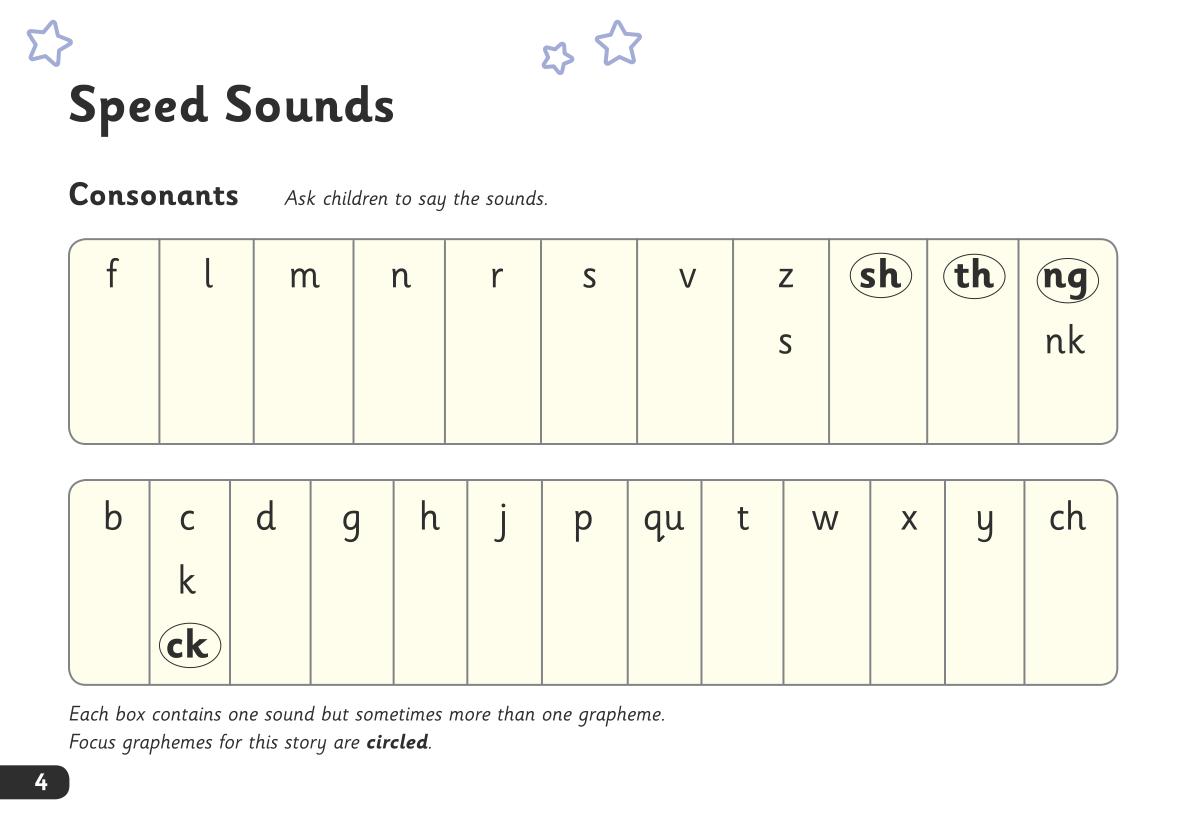 Speed Sounds
Consonants Ask children to say the sounds.
f l m n r s v z sh th ng
s nk
b c d g h j p qu t w x y ch
k
ck
Each box contains one sound but sometimes more than one grapheme.
Focus graphemes for this story are circled.
4